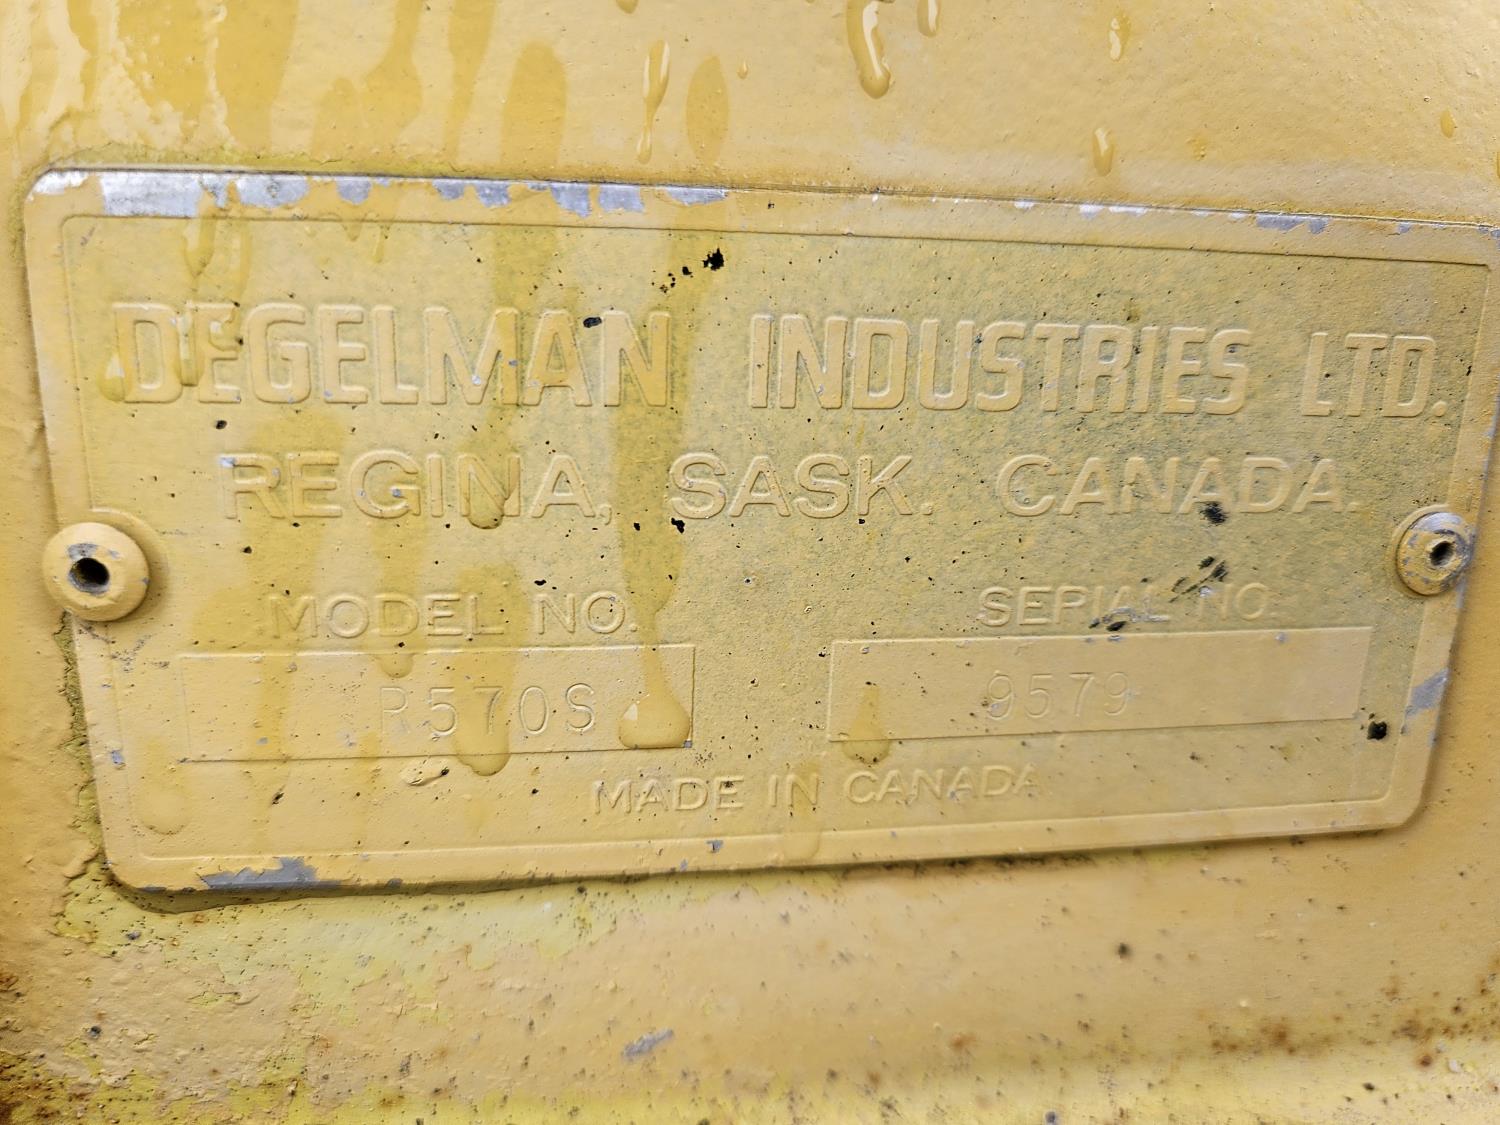 DEGELMAN INDUSTRIES LTD.
REGINA, SASK. CANADA.
MODEL NO. SERIAL NO.
R570S 9579
MADE IN CANADA